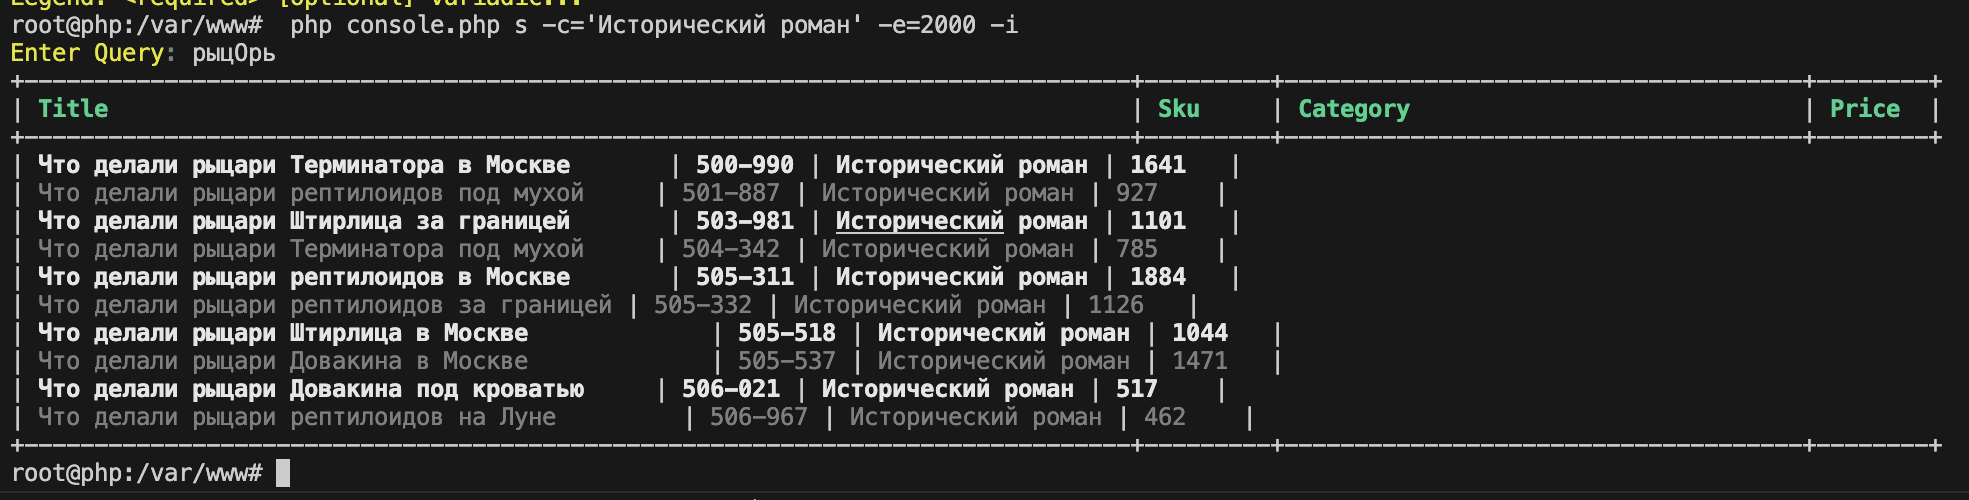 Legend: <required> [optional] variadic...
root@php:/var/www#  php console.php s -c='Исторический роман' -e=2000 -i
Enter Query: рыцОрь
| Title | Sku | Category | Price |
| Что делали рыцари Терминатора в Москве | 500-990 | Исторический роман | 1641 |
| Что делали рыцари рептилоидов под мухой | 501-887 | Исторический роман | 927 |
| Что делали рыцари Штирлица за границей | 503-981 | Исторический роман | 1101 |
| Что делали рыцари Терминатора под мухой | 504-342 | Исторический роман | 785 |
| Что делали рыцари рептилоидов в Москве | 505-311 | Исторический роман | 1884 |
| Что делали рыцари рептилоидов за границей | 505-332 | Исторический роман | 1126 |
| Что делали рыцари Штирлица в Москве | 505-518 | Исторический роман | 1044 |
| Что делали рыцари Довакина в Москве | 505-537 | Исторический роман | 1471 |
| Что делали рыцари Довакина под кроватью | 506-021 | Исторический роман | 517 |
| Что делали рыцари рептилоидов на Луне | 506-967 | Исторический роман | 462 |
root@php:/var/www#